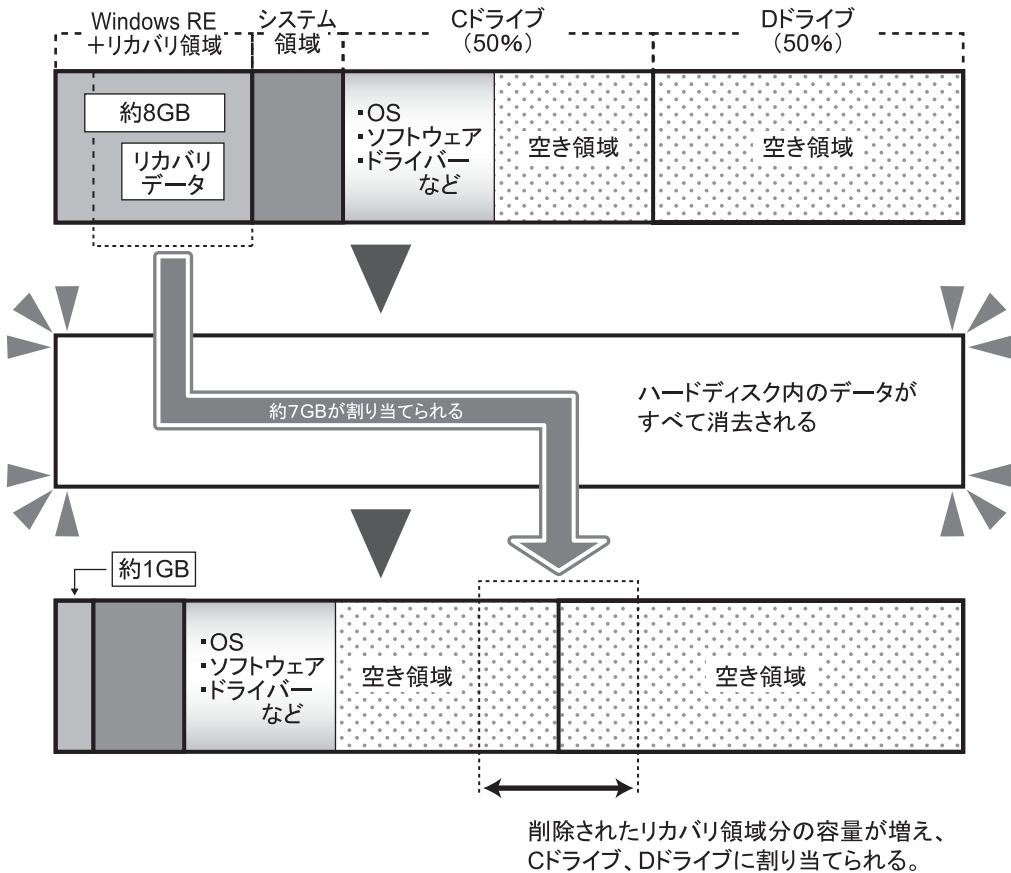 Windows RE
＋リカバリ領域
システム
領域
Cドライブ
（50％）
Dドライブ
（50％）
約8GB
リカバリ
データ
・OS
・ソフトウェア
・ドライバー
など
空き領域
空き領域
約7GBが割り当てられる
ハードディスク内のデータが
すべて消去される
約1GB
・OS
・ソフトウェア
・ドライバー
など
空き領域
空き領域
削除されたリカバリ領域分の容量が増え、
Cドライブ、Dドライブに割り当てられる。